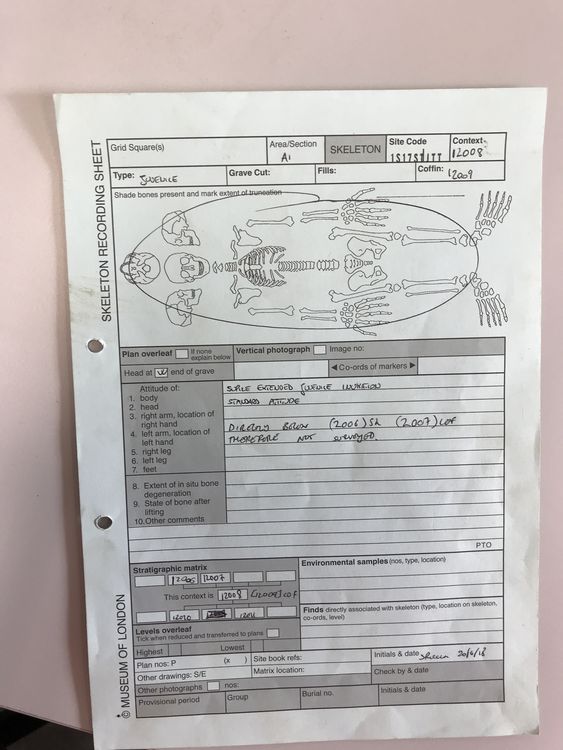 SKELETON RECORDING SHEET
Grid Square(s)
Area/Section
A1
SKELETON
Site Code
Context
12008
Type: JUVENILE
Grave Cut:
Fills:
Coffin: 12009
Shade bones present and mark extent of truncation
Plan overleaf
If none explain below
Vertical photograph
Image no:
Head at W end of grave
◀ Co-ords of markers ▶
Attitude of:
1. body
2. head
3. right arm, location of
right hand
4. left arm, location of
left hand
5. right leg
6. left leg
7. feet
EXTENDED
STANDARD ATTITUDE
DIRECTLY BELOW (2006) SK (2007) COF
THEREFORE NOT SURVEYED.
8. Extent of in situ bone
degeneration
9. State of bone after
lifting
10. Other comments
PTO
Stratigraphic matrix
12007
This context is 12008 COF
Environmental samples (nos, type, location)
Finds directly associated with skeleton (type, location on skeleton,
co-ords, level)
Levels overleaf
Tick when reduced and transferred to plans
Highest
Lowest
Plan nos: P
(x )
Site book refs:
Initials & date
Other drawings: S/E
Matrix location:
Check by & date
Other photographs
nos:
Initials & date
Provisional period
Group
Burial no.
© MUSEUM OF LONDON